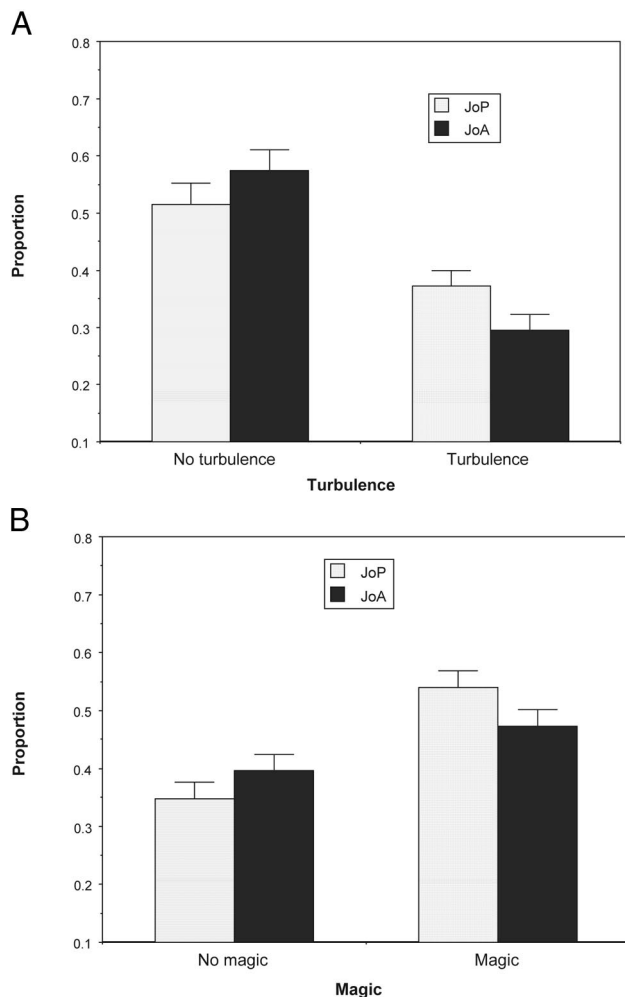 A
0.8
0.7
0.6
0.5
0.4
0.3
0.2
0.1
Proportion
JoP
JoA
No turbulence Turbulence
Turbulence
B
0.8
0.7
0.6
0.5
0.4
0.3
0.2
0.1
Proportion
JoP
JoA
No magic Magic
Magic